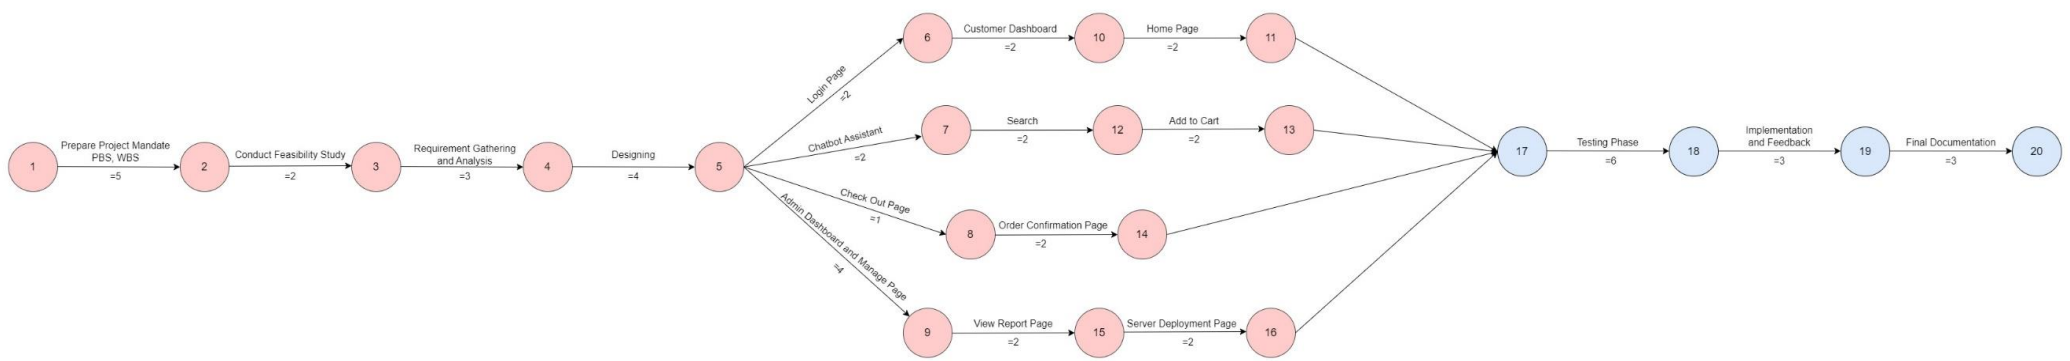 1
Prepare Project Mandate
PBS, WBS
=5
2
Conduct Feasibility Study
=2
3
Requirement Gathering
and Analysis
=3
4
Designing
=4
5
Login Page
=2
6
Customer Dashboard
=2
10
Home Page
=2
11
Chatbot Assistant
=2
7
Search
=2
12
Add to Cart
=2
13
Check Out Page
=1
8
Order Confirmation Page
=2
14
Admin Dashboard and Manage Page
=4
9
View Report Page
=2
15
Server Deployment Page
=2
16
17
Testing Phase
=6
18
Implementation
and Feedback
=3
19
Final Documentation
=3
20